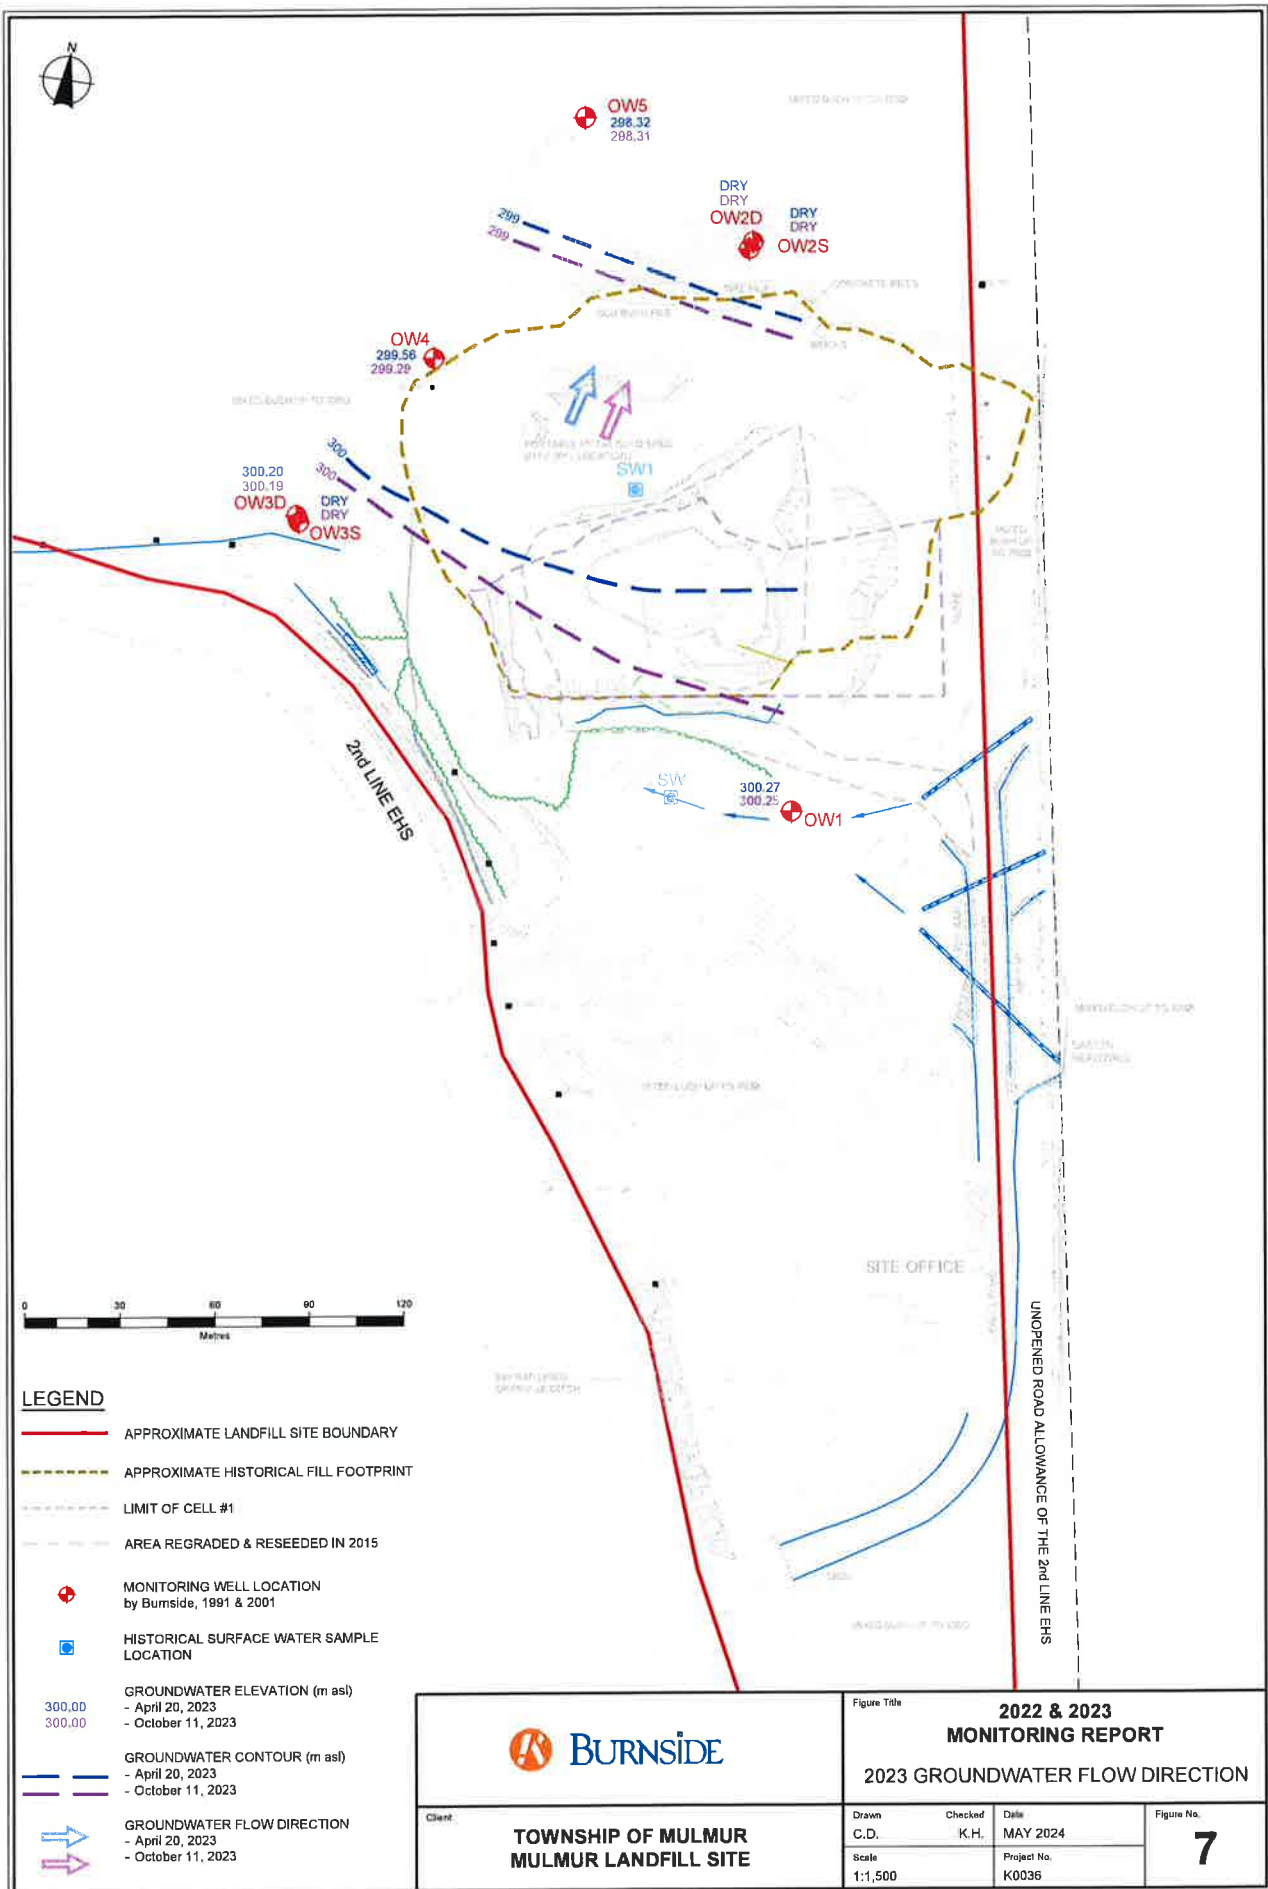 N
OW5
298.32
298.31
DRY
DRY
OW2D
DRY
DRY
OW2S
299
299
OW4
299.56
299.29
300
300
300.20
300.19
OW3D
DRY
DRY
OW3S
SW1
2nd LINE EHS
SW
300.27
300.25
OW1
SITE OFFICE
UNOPENED ROAD ALLOWANCE OF THE 2nd LINE EHS
0 30 60 90 120
Metres
LEGEND
APPROXIMATE LANDFILL SITE BOUNDARY
APPROXIMATE HISTORICAL FILL FOOTPRINT
LIMIT OF CELL #1
AREA REGRADED & RESEEDED IN 2015
MONITORING WELL LOCATION
by Burnside, 1991 & 2001
HISTORICAL SURFACE WATER SAMPLE
LOCATION
GROUNDWATER ELEVATION (m asl)
300.00 - April 20, 2023
300.00 - October 11, 2023
GROUNDWATER CONTOUR (m asl)
- April 20, 2023
- October 11, 2023
GROUNDWATER FLOW DIRECTION
- April 20, 2023
- October 11, 2023
BURNSIDE
Client
TOWNSHIP OF MULMUR
MULMUR LANDFILL SITE
Figure Title
2022 & 2023
MONITORING REPORT
2023 GROUNDWATER FLOW DIRECTION
Drawn Checked Date Figure No.
C.D. K.H. MAY 2024
7
Scale Project No.
1:1,500 K0036